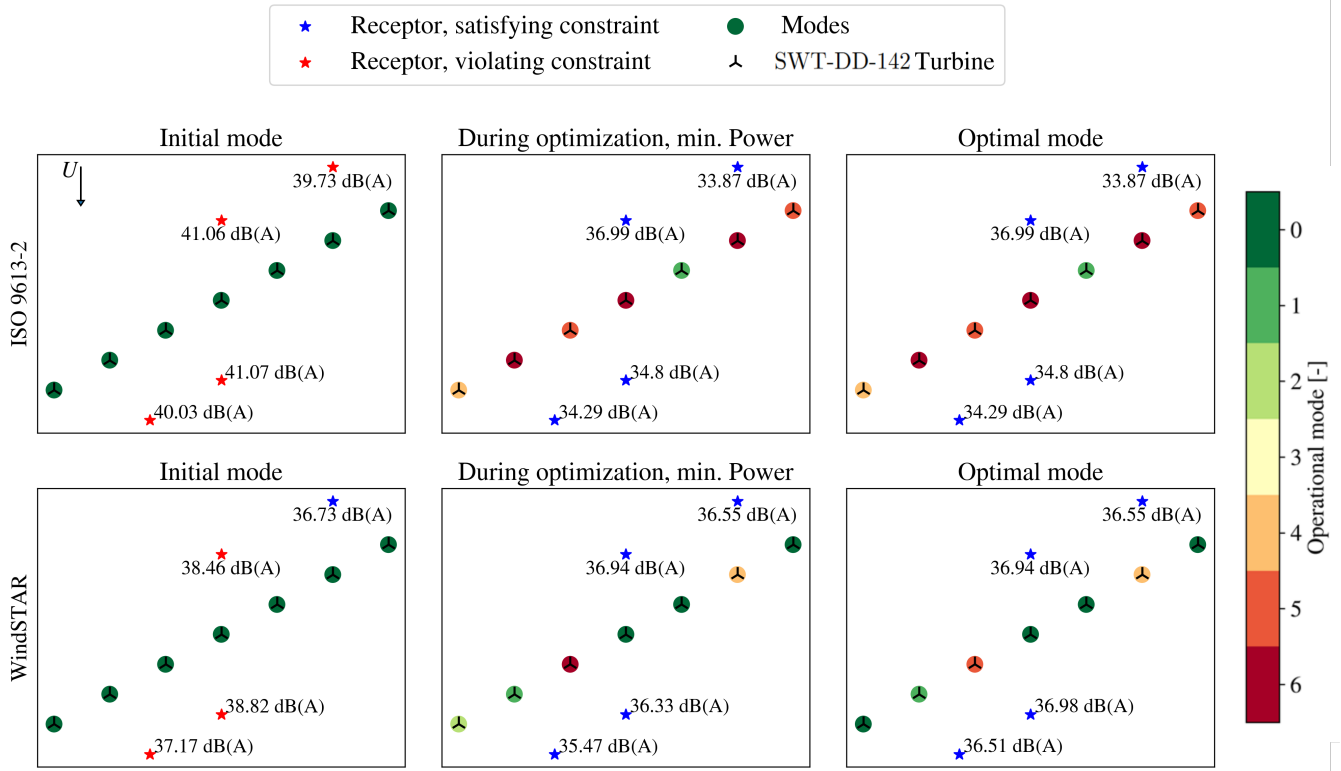 Receptor, satisfying constraint
Modes
Receptor, violating constraint
SWT-DD-142 Turbine
Initial mode
During optimization, min. Power
Optimal mode
ISO 9613-2
U
39.73 dB(A)
41.06 dB(A)
41.07 dB(A)
40.03 dB(A)
33.87 dB(A)
36.99 dB(A)
34.8 dB(A)
34.29 dB(A)
33.87 dB(A)
36.99 dB(A)
34.8 dB(A)
34.29 dB(A)
Initial mode
During optimization, min. Power
Optimal mode
WindSTAR
36.73 dB(A)
38.46 dB(A)
38.82 dB(A)
37.17 dB(A)
36.55 dB(A)
36.94 dB(A)
36.33 dB(A)
35.47 dB(A)
36.55 dB(A)
36.94 dB(A)
36.98 dB(A)
36.51 dB(A)
0
1
2
3
4
5
6
Operational mode [-]